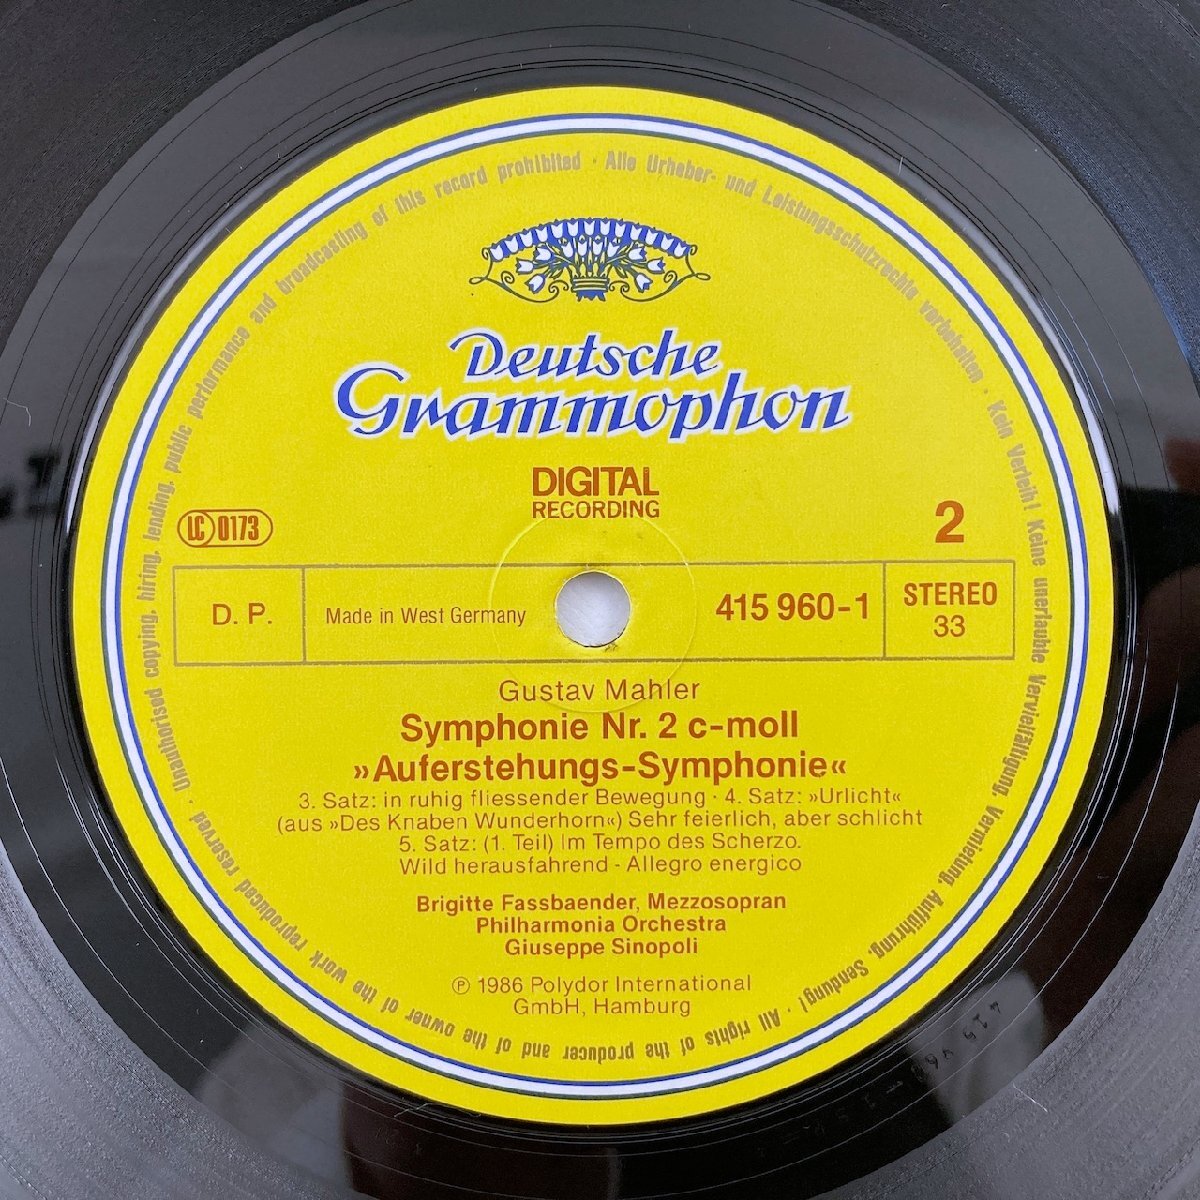 Deutsche
Grammophon
DIGITAL
RECORDING
LC 0173
2
D. P.
Made in West Germany
415 960-1
STEREO
33
Gustav Mahler
Symphonie Nr. 2 c-moll
»Auferstehungs-Symphonie«
3. Satz: in ruhig fliessender Bewegung · 4. Satz: »Urlicht«
(aus »Des Knaben Wunderhorn«) Sehr feierlich, aber schlicht
5. Satz: (1. Teil) Im Tempo des Scherzo.
Wild herausfahrend - Allegro energico
Brigitte Fassbaender, Mezzosopran
Philharmonia Orchestra
Giuseppe Sinopoli
℗ 1986 Polydor International
GmbH, Hamburg
Alle Urheber- und Leistungsschutzrechte vorbehalten · Kein Verleih! Keine unerlaubte Vervielfältigung, Vermietung, Aufführung, Sendung! · All rights of the producer and of the owner of the work reproduced reserved · Unauthorised copying, hiring, lending, public performance and broadcasting of this record prohibited ·